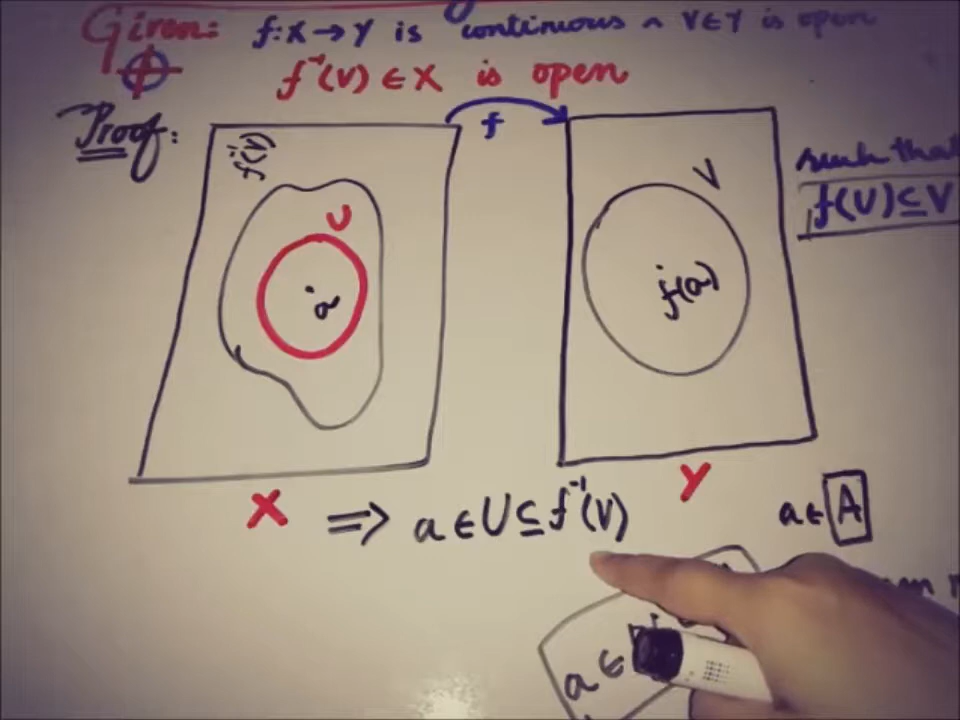 Given: f: X → Y is continuous ∩ V∈Y is open
f⁻¹(V) ∈ X is open
Proof:
f
f⁻¹(V)
U
a
V
f(a)
such that
f(U)⊆V
X
Y
⇒ a ∈ U ⊆ f⁻¹(V)
a ∈ A
a ∈